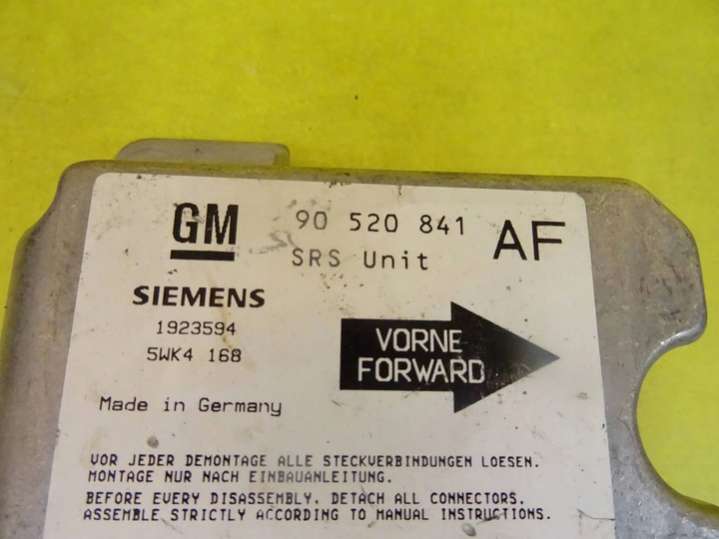 GM 90 520 841 AF
SRS Unit
SIEMENS
1923594
5WK4 168
VORNE
FORWARD
Made in Germany
VOR JEDER DEMONTAGE ALLE STECKVERBINDUNGEN LOESEN.
MONTAGE NUR NACH EINBAUANLEITUNG.
BEFORE EVERY DISASSEMBLY, DETACH ALL CONNECTORS,
ASSEMBLE STRICTLY ACCORDING TO MANUAL INSTRUCTIONS.